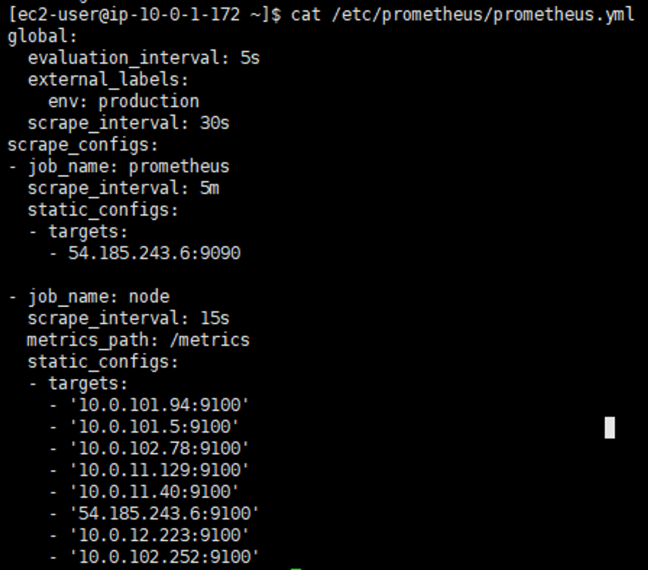 [ec2-user@ip-10-0-1-172 ~]$ cat /etc/prometheus/prometheus.yml
global:
  evaluation_interval: 5s
  external_labels:
    env: production
  scrape_interval: 30s
scrape_configs:
- job_name: prometheus
  scrape_interval: 5m
  static_configs:
  - targets:
    - 54.185.243.6:9090

- job_name: node
  scrape_interval: 15s
  metrics_path: /metrics
  static_configs:
  - targets:
    - '10.0.101.94:9100'
    - '10.0.101.5:9100'
    - '10.0.102.78:9100'
    - '10.0.11.129:9100'
    - '10.0.11.40:9100'
    - '54.185.243.6:9100'
    - '10.0.12.223:9100'
    - '10.0.102.252:9100'